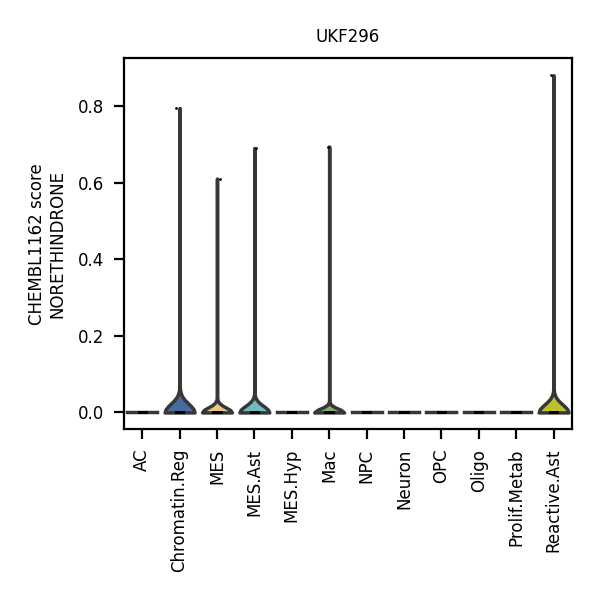 UKF296
CHEMBL1162 score
NORETHINDRONE
0.8
0.6
0.4
0.2
0.0
AC
Chromatin.Reg
MES
MES.Ast
MES.Hyp
Mac
NPC
Neuron
OPC
Oligo
Prolif.Metab
Reactive.Ast